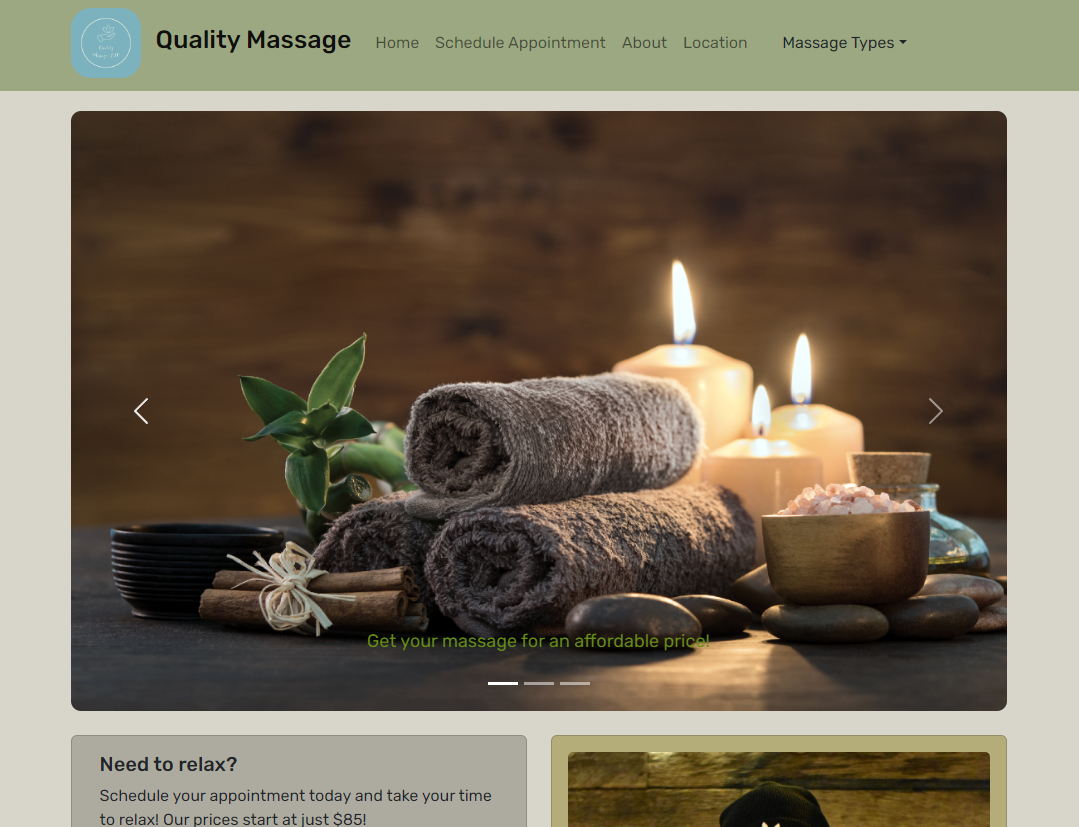 Quality Massage
Home
Schedule Appointment
About
Location
Massage Types
Get your massage for an affordable price!
Need to relax?
Schedule your appointment today and take your time
to relax! Our prices start at just $85!